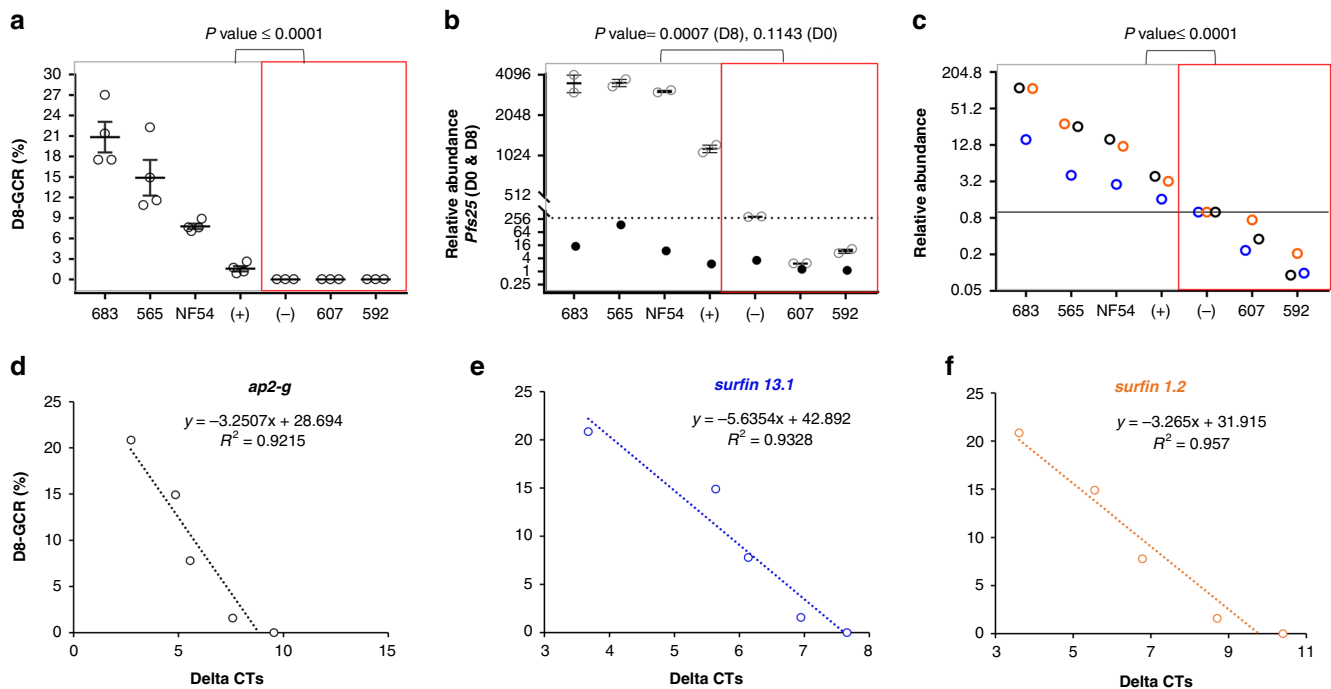 a
P value ≤ 0.0001
D8-GCR (%)
30
27
24
21
18
15
12
9
6
3
0
683 565 NF54 (+) (−) 607 592
b
P value= 0.0007 (D8), 0.1143 (D0)
Relative abundance
Pfs25 (D0 & D8)
4096
2048
1024
512
256
64
16
4
1
0.25
683 565 NF54 (+) (−) 607 592
c
P value≤ 0.0001
Relative abundance
204.8
51.2
12.8
3.2
0.8
0.2
0.05
683 565 NF54 (+) (−) 607 592
d
ap2-g
y = −3.2507x + 28.694
R2 = 0.9215
D8-GCR (%)
25
20
15
10
5
0
0 5 10 15
Delta CTs
e
surfin 13.1
y = −5.6354x + 42.892
R2 = 0.9328
25
20
15
10
5
0
3 4 5 6 7 8
Delta CTs
f
surfin 1.2
y = −3.265x + 31.915
R2 = 0.957
25
20
15
10
5
0
3 5 7 9 11
Delta CTs